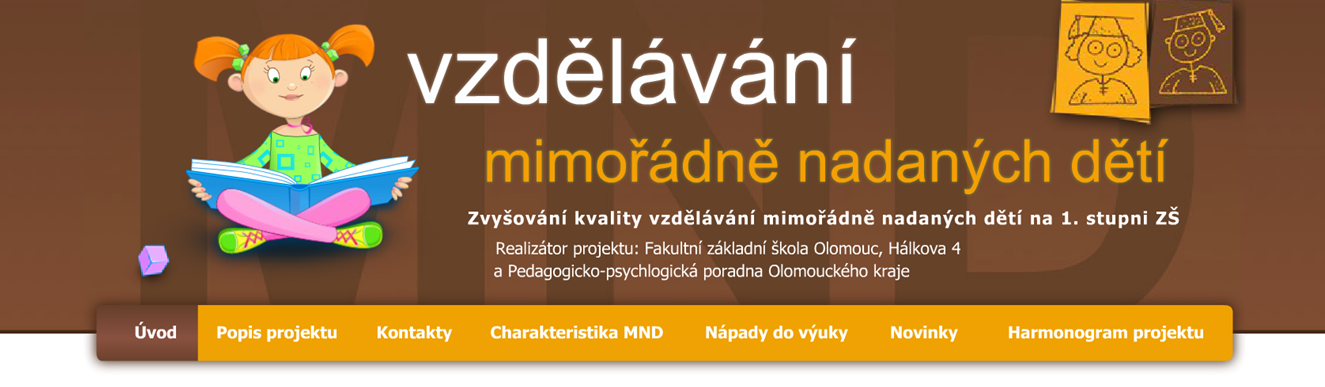 vzdělávání
mimořádně nadaných dětí
Zvyšování kvality vzdělávání mimořádně nadaných dětí na 1. stupni ZŠ
Realizátor projektu: Fakultní základní škola Olomouc, Hálkova 4
a Pedagogicko-psychlogická poradna Olomouckého kraje
MND
Úvod Popis projektu Kontakty Charakteristika MND Nápady do výuky Novinky Harmonogram projektu